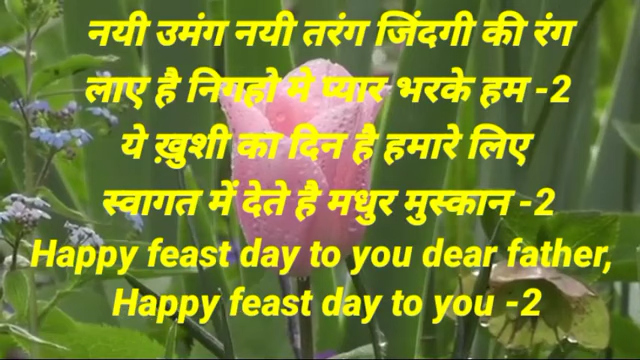 नयी उमंग नयी तरंग जिंदगी की रंग
लाए है निगहो मे प्यार भरके हम -2
ये ख़ुशी का दिन है हमारे लिए
स्वागत में देते है मधुर मुस्कान -2
Happy feast day to you dear father,
Happy feast day to you -2